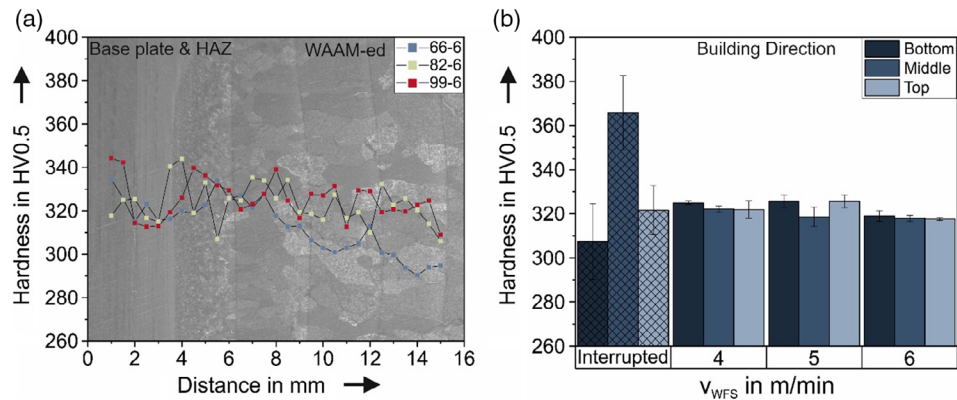 (a)
Base plate & HAZ WAAM-ed
66-6
82-6
99-6
Hardness in HV0.5
400
380
360
340
320
300
280
260
0 2 4 6 8 10 12 14 16
Distance in mm
(b)
Building Direction
Bottom
Middle
Top
Hardness in HV0.5
400
380
360
340
320
300
280
260
Interrupted 4 5 6
vWFS in m/min